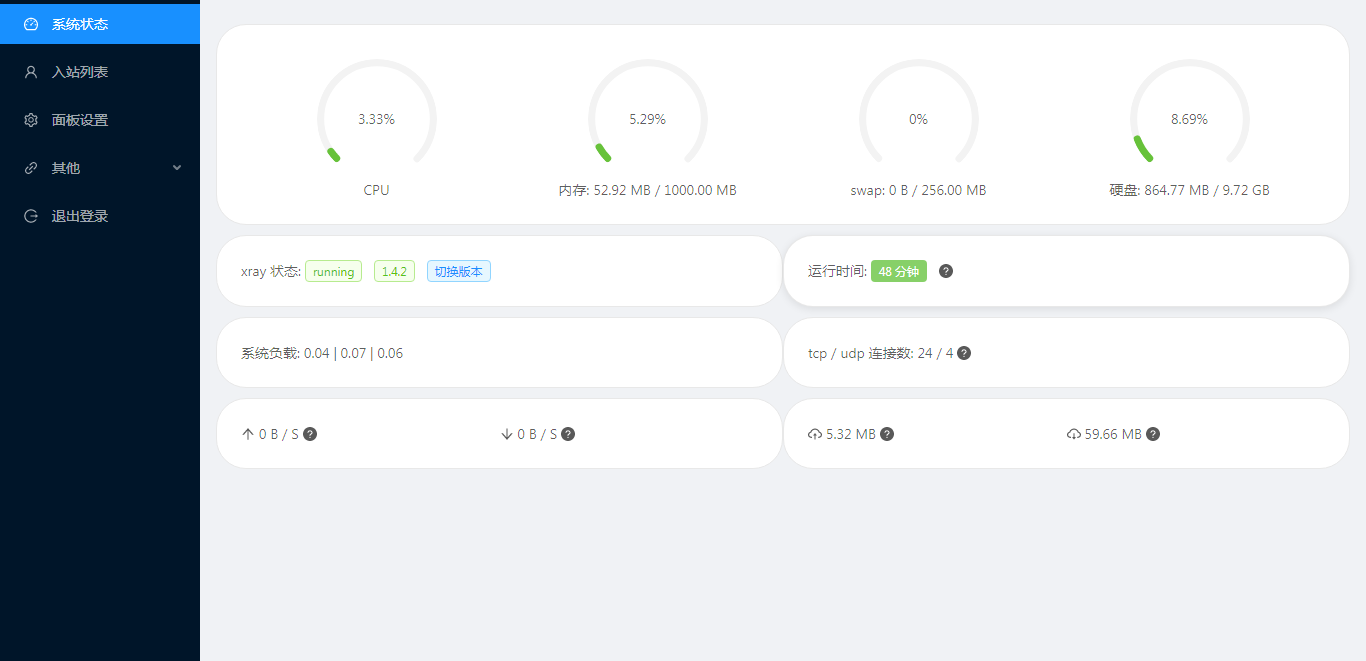 系统状态
入站列表
面板设置
其他
退出登录
3.33%
5.29%
0%
8.69%
CPU
内存: 52.92 MB / 1000.00 MB
swap: 0 B / 256.00 MB
硬盘: 864.77 MB / 9.72 GB
xray 状态: running 1.4.2 切换版本
运行时间: 48 分钟 ?
系统负载: 0.04 | 0.07 | 0.06
tcp / udp 连接数: 24 / 4 ?
0 B / S ?
0 B / S ?
5.32 MB ?
59.66 MB ?